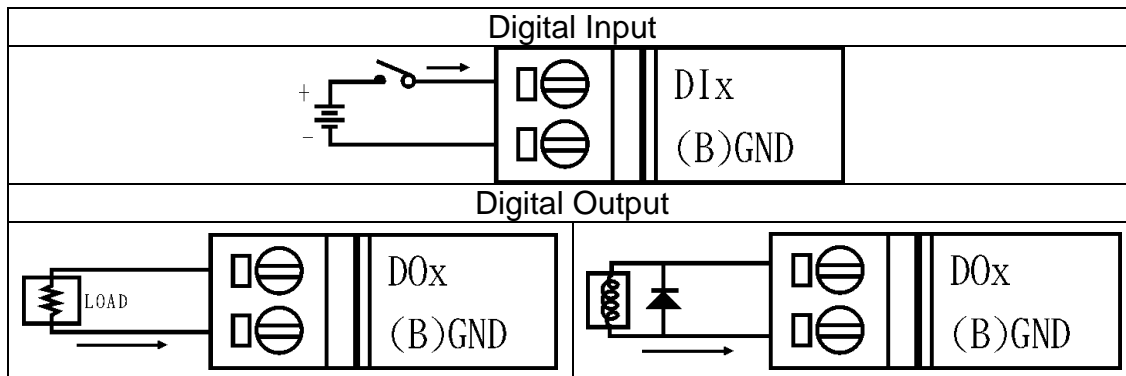 Digital Input
+
-
DIx
(B)GND
Digital Output
LOAD
DOx
(B)GND
DOx
(B)GND